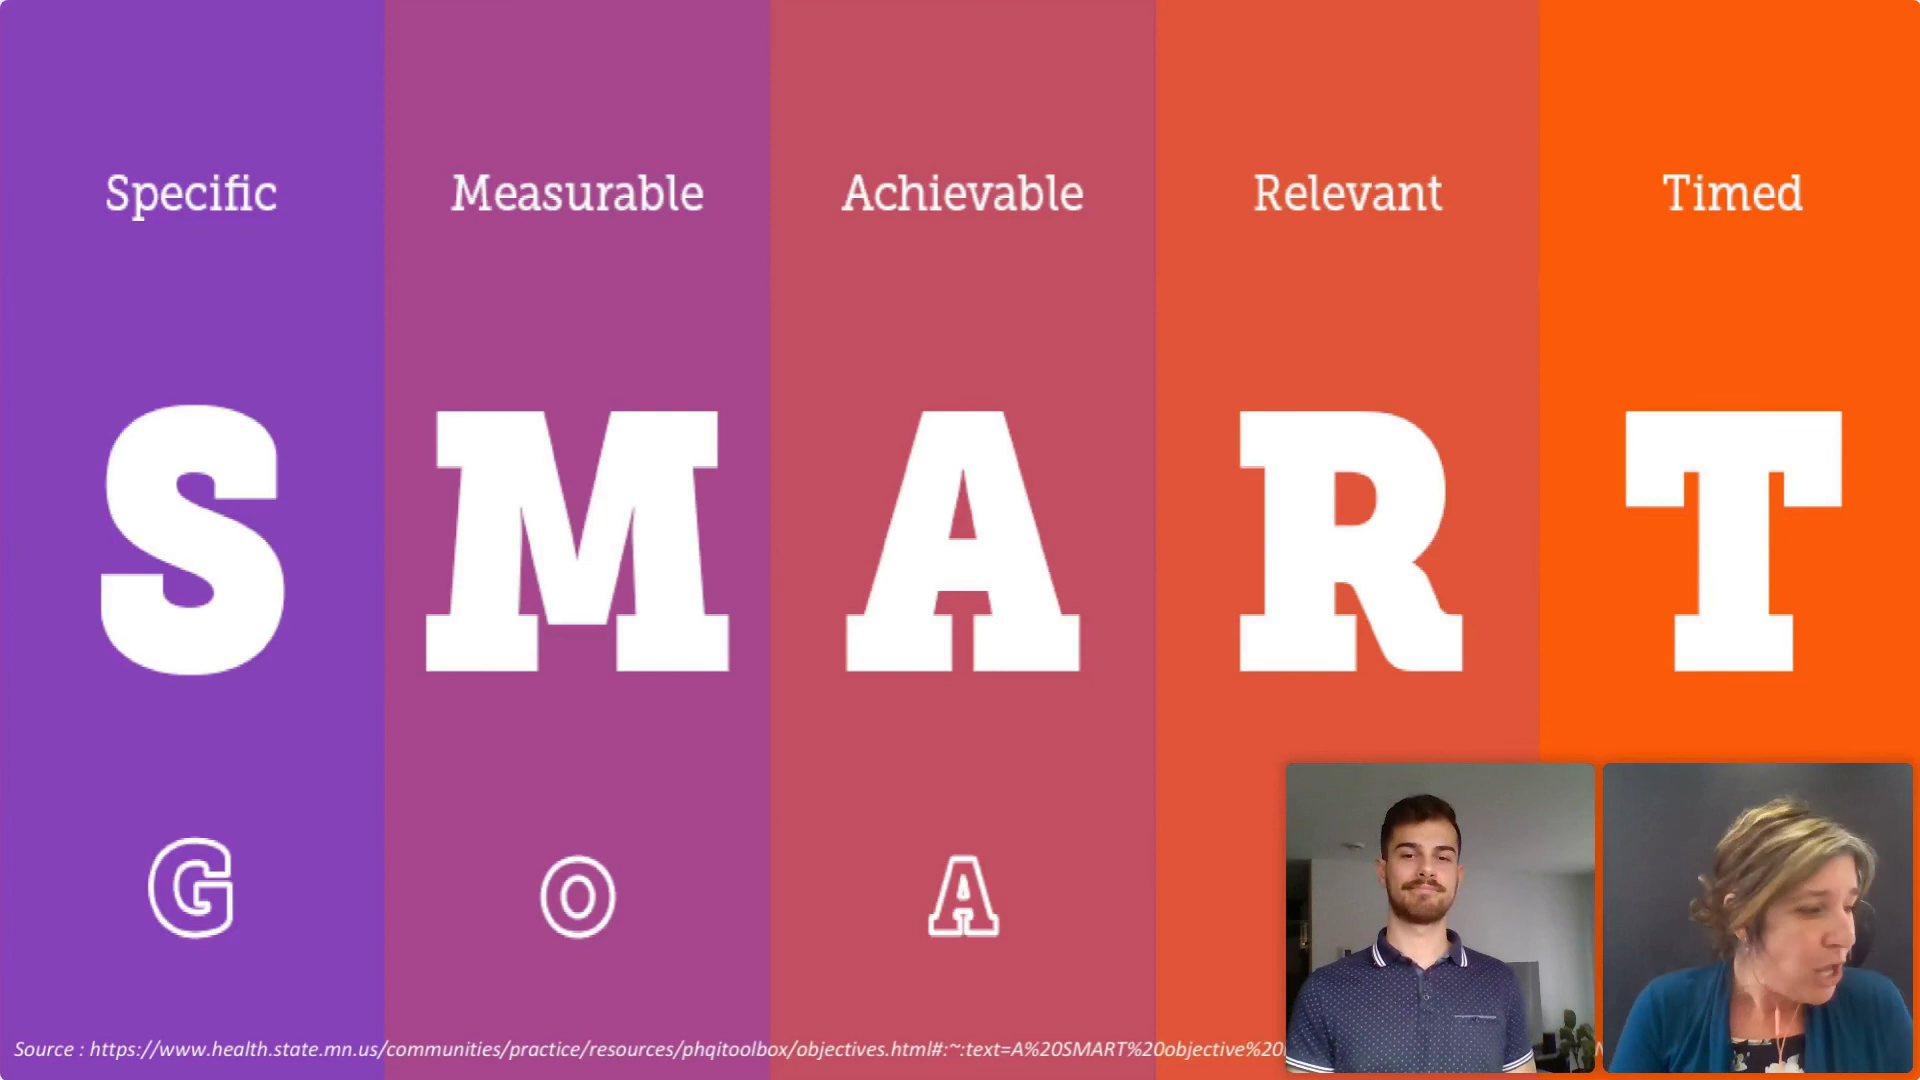 Specific Measurable Achievable Relevant Timed
S M A R T
G O A
Source : https://www.health.state.mn.us/communities/practice/resources/phqitoolbox/objectives.html#:~:text=A%20SMART%20objective%20